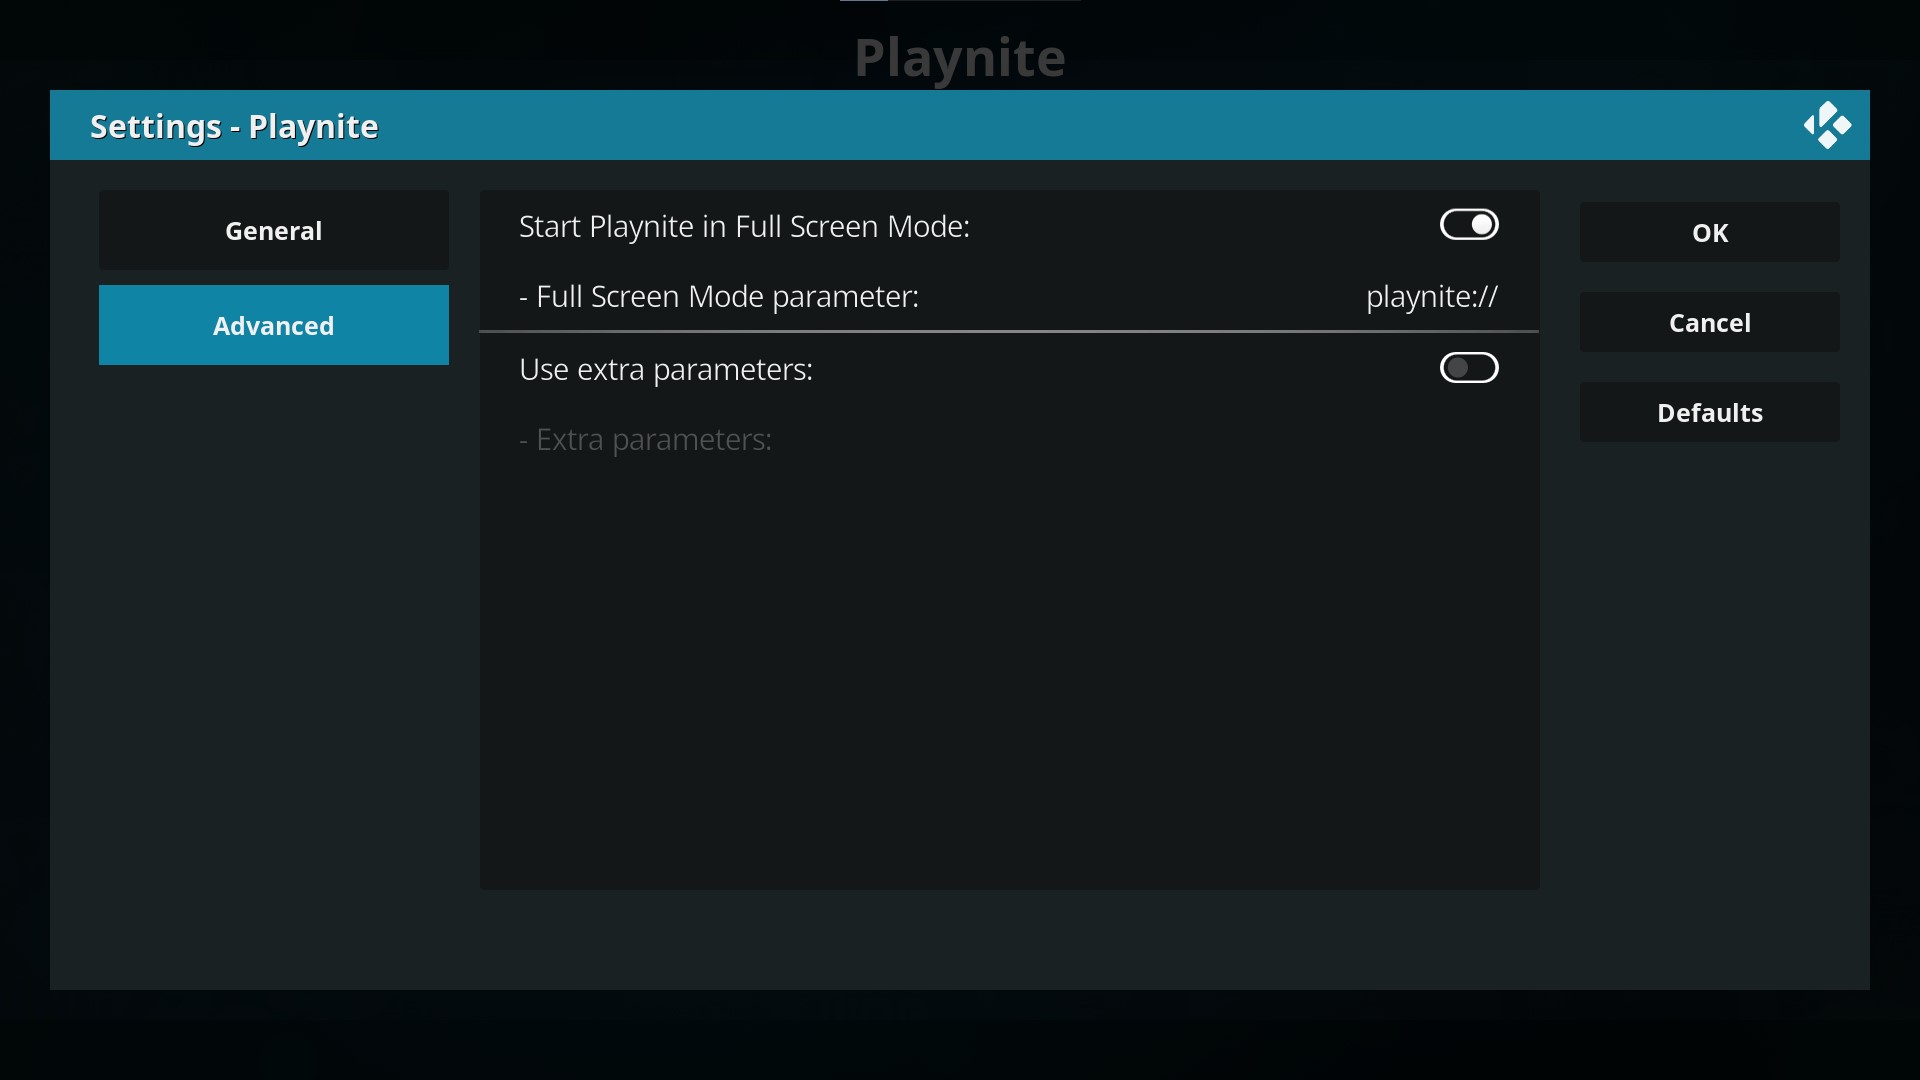 Playnite
Settings - Playnite
General
Advanced
Start Playnite in Full Screen Mode:
- Full Screen Mode parameter: playnite://
Use extra parameters:
- Extra parameters:
OK
Cancel
Defaults